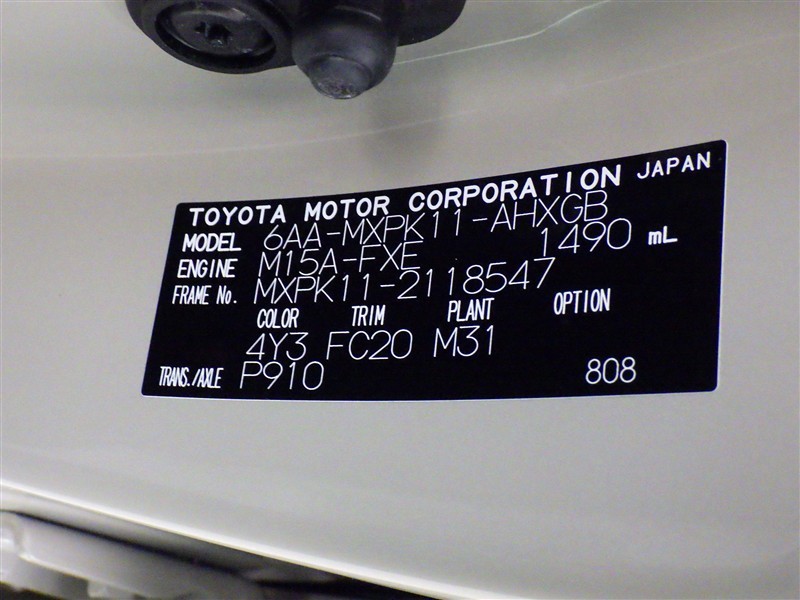 TOYOTA MOTOR CORPORATION JAPAN
MODEL 6AA-MXPK11-AHXGB
ENGINE M15A-FXE 1490 mL
FRAME No. MXPK11-2118547
COLOR TRIM PLANT OPTION
4Y3 FC20 M31
TRANS./AXLE P910 808